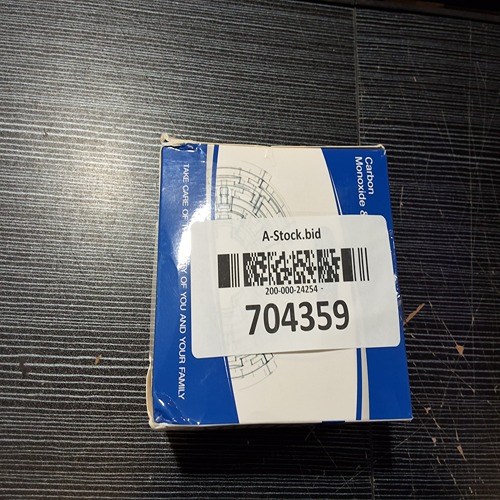 Carbon
Monoxide &
TAKE CARE OF
Y OF YOU AND YOUR FAMILY
A-Stock.bid
200-000-24254 -
704359